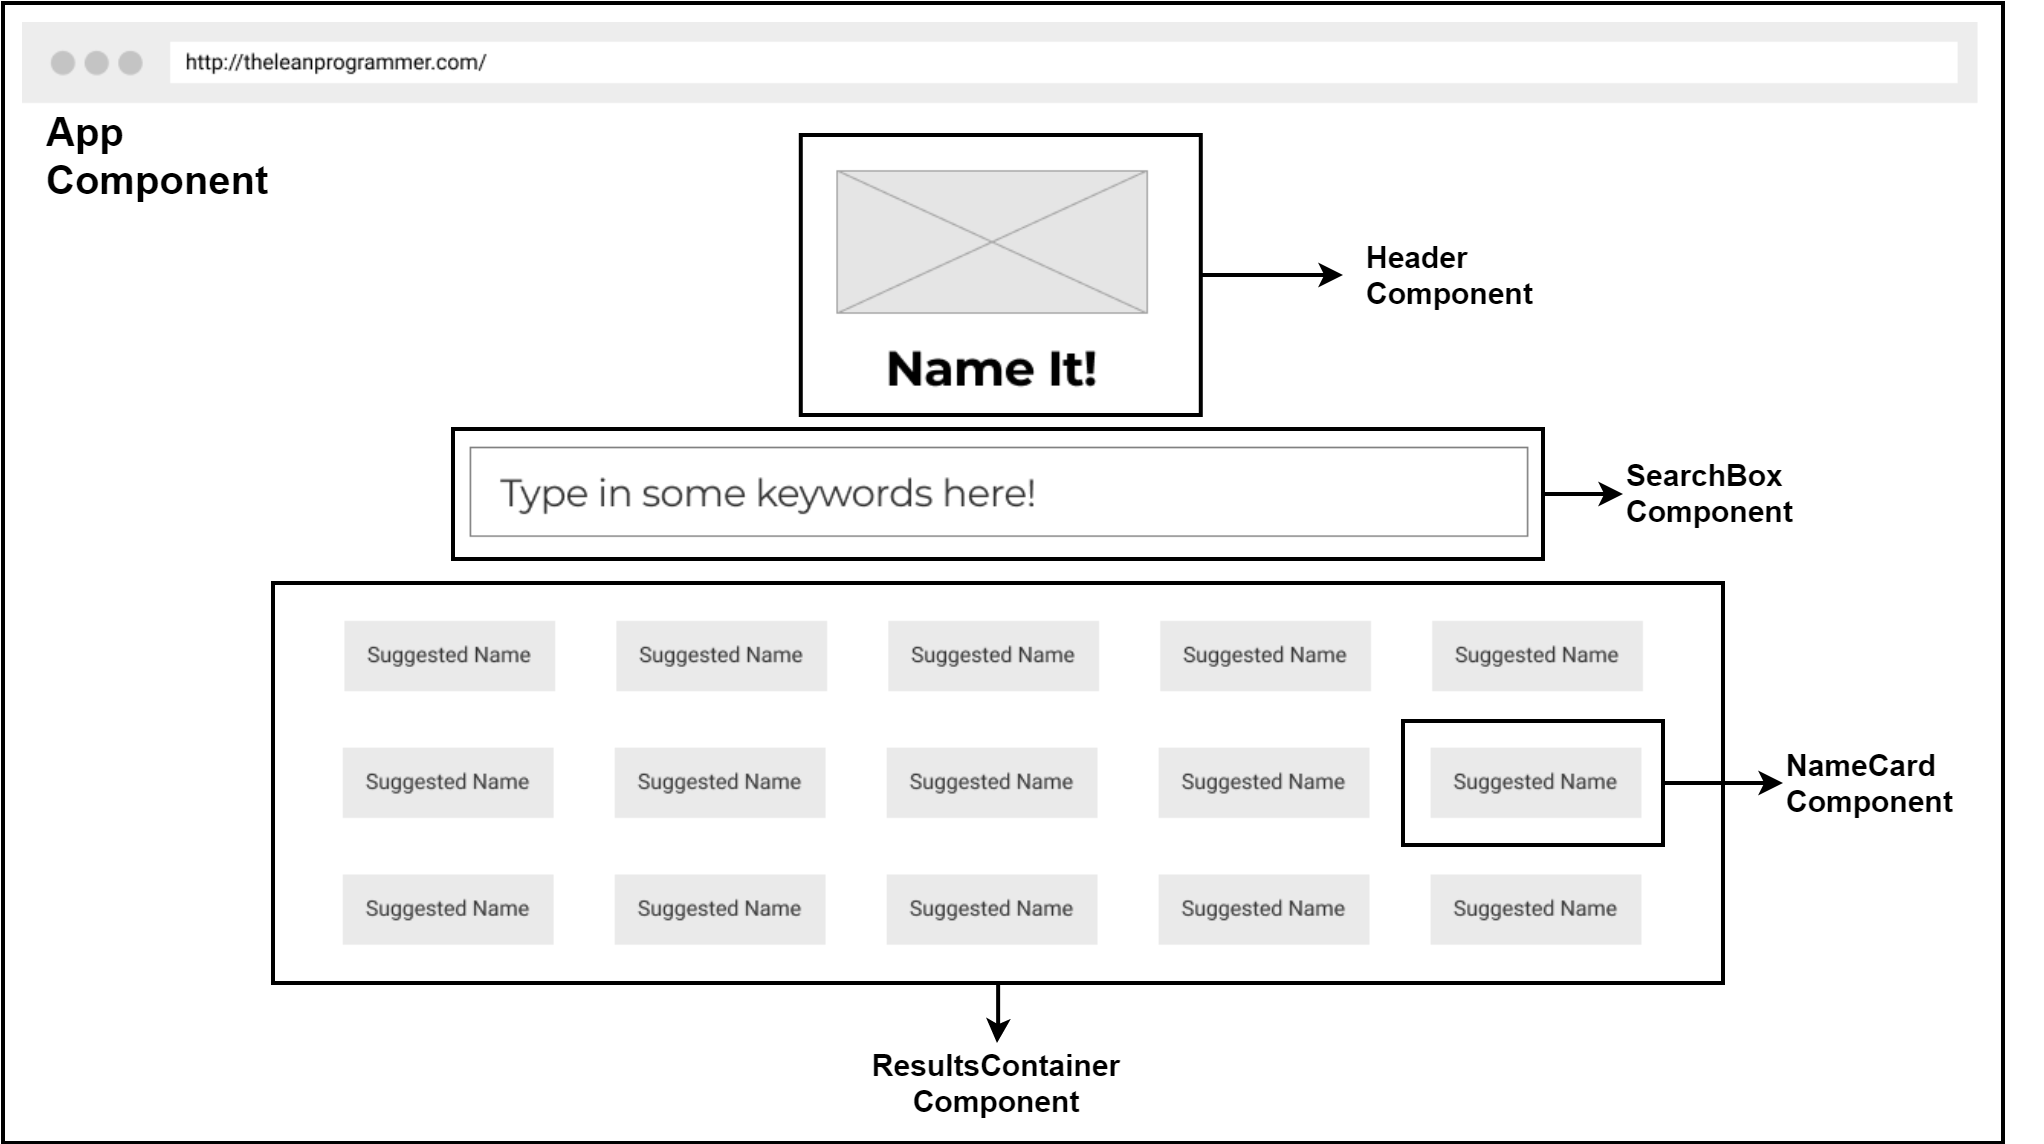 http://theleanprogrammer.com/
App
Component
Header
Component
Name It!
Type in some keywords here!
SearchBox
Component
Suggested Name Suggested Name Suggested Name Suggested Name Suggested Name
Suggested Name Suggested Name Suggested Name Suggested Name Suggested Name
NameCard
Component
Suggested Name Suggested Name Suggested Name Suggested Name Suggested Name
ResultsContainer
Component